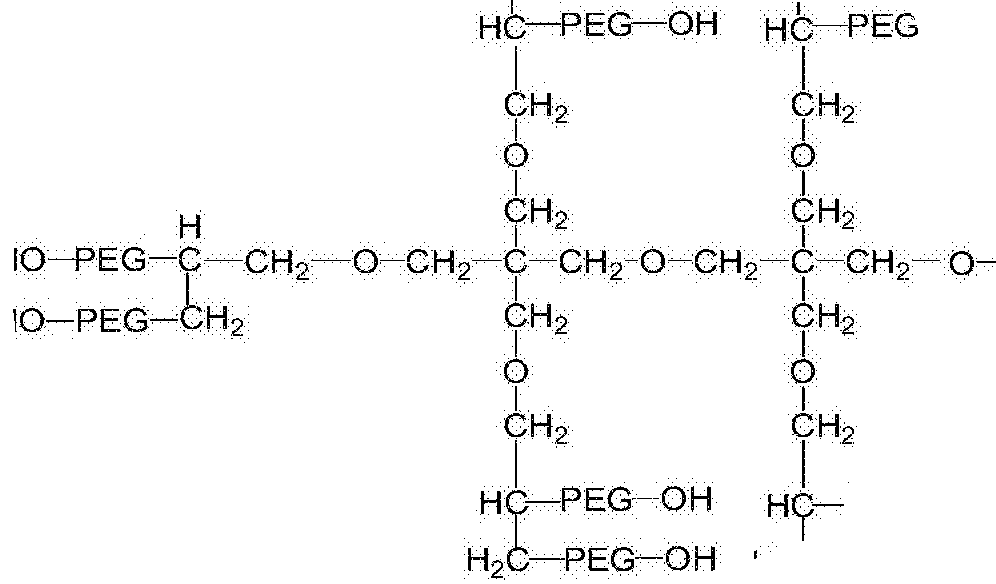 HC—PEG—OH HC—PEG
CH2 CH2
O O
CH2 CH2
H
IO—PEG—C—CH2—O—CH2—C—CH2—O—CH2—C—CH2—O—
IO—PEG—CH2 CH2 CH2
O O
CH2 CH2
HC—PEG—OH HC—
H2C—PEG—OH